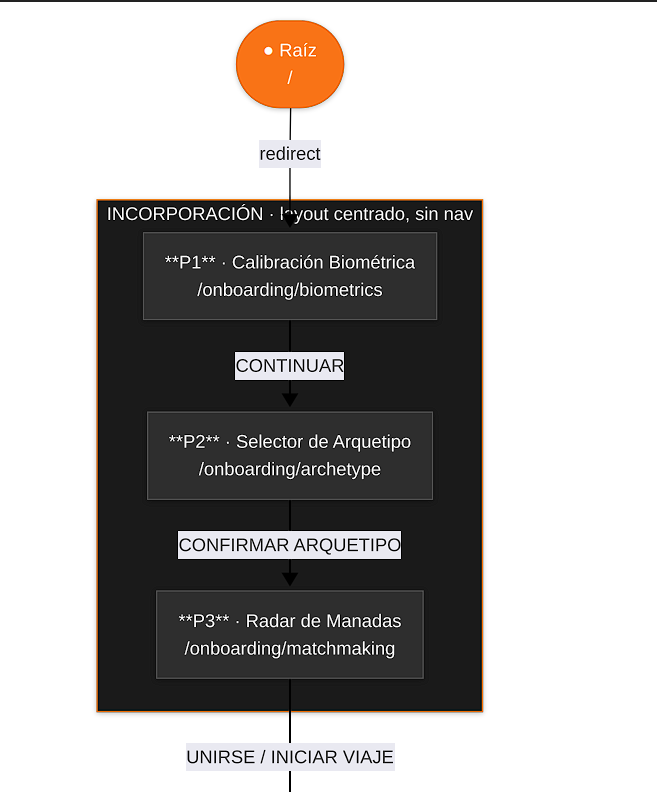 ● Raíz
/
redirect
INCORPORACIÓN · layout centrado, sin nav
**P1** · Calibración Biométrica
/onboarding/biometrics
CONTINUAR
**P2** · Selector de Arquetipo
/onboarding/archetype
CONFIRMAR ARQUETIPO
**P3** · Radar de Manadas
/onboarding/matchmaking
UNIRSE / INICIAR VIAJE